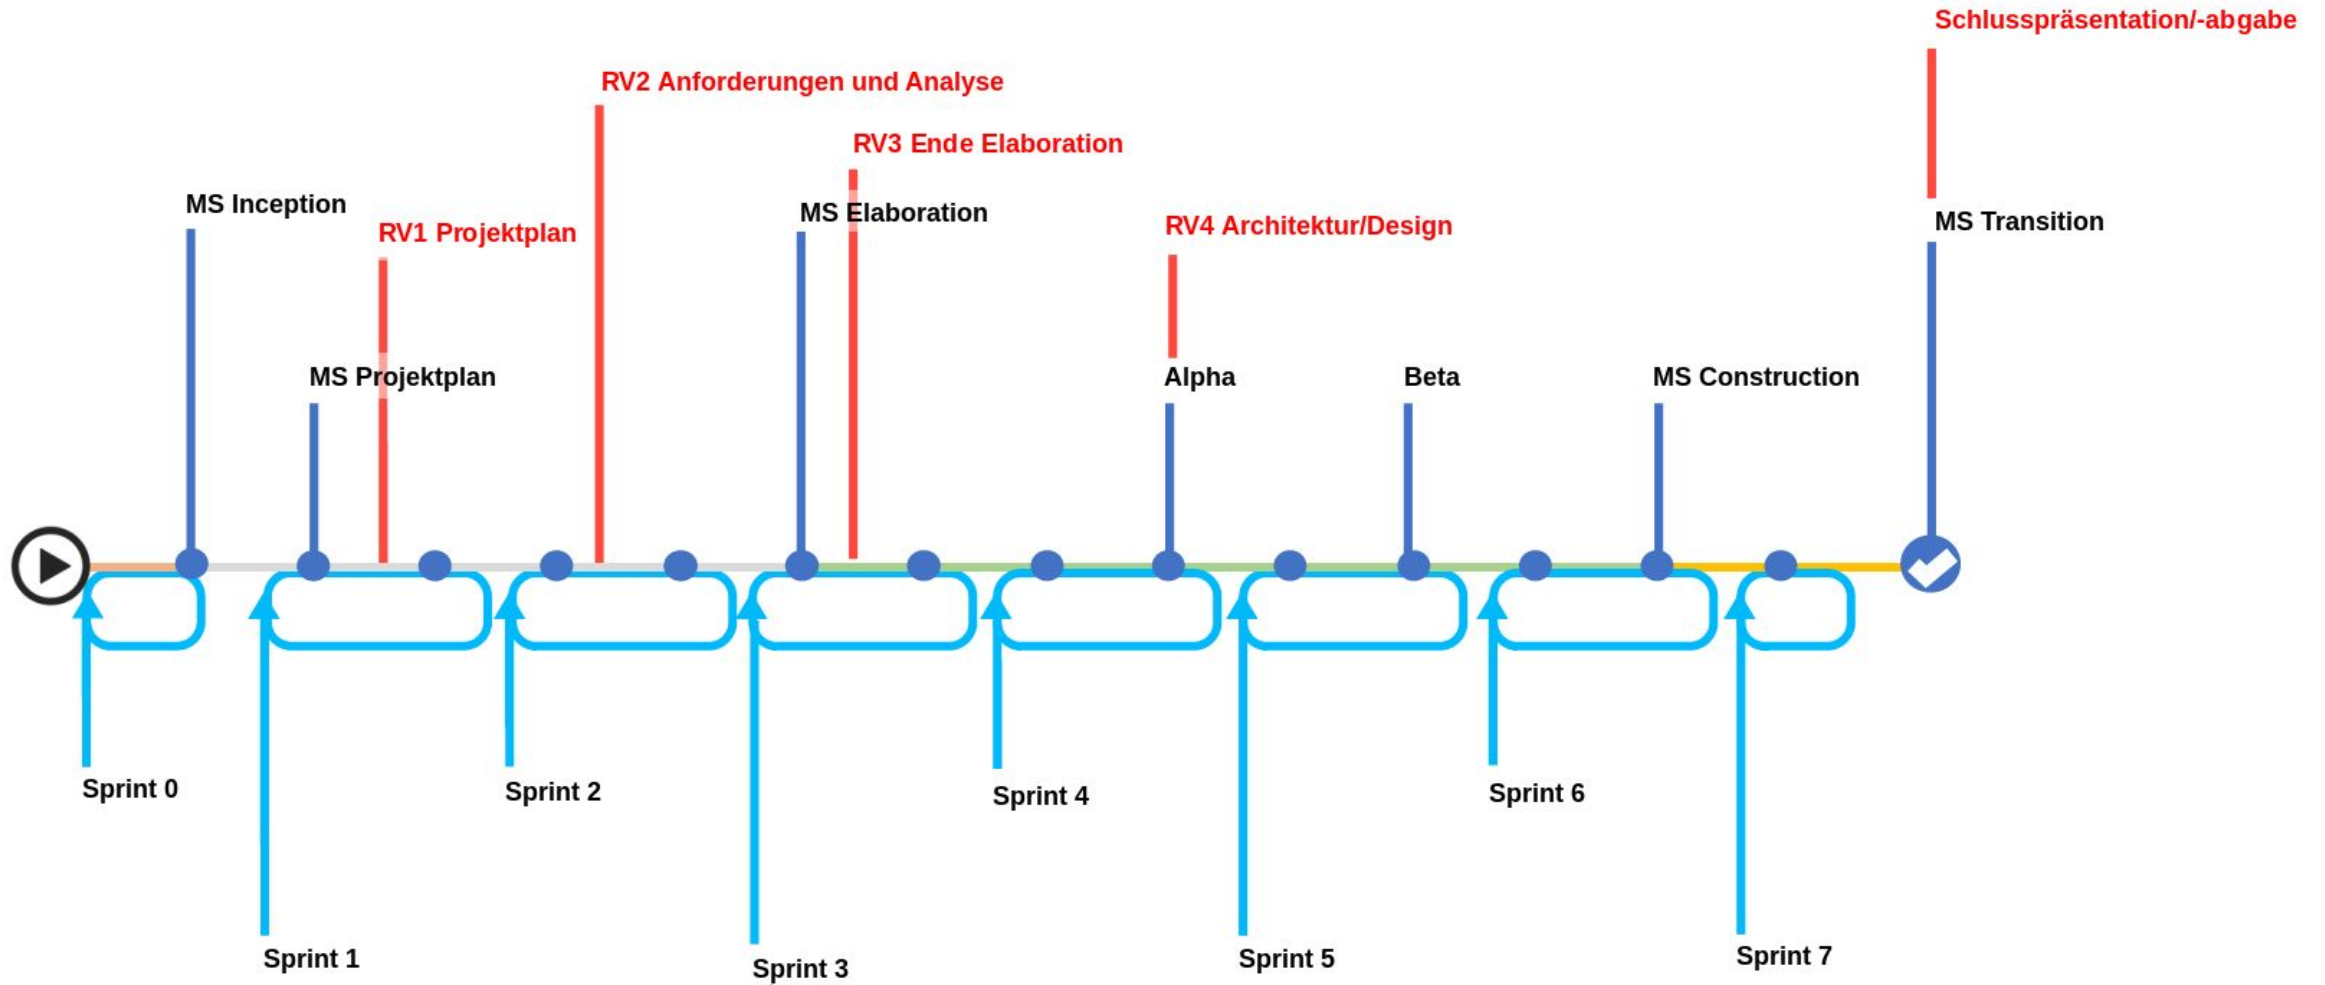 Schlusspräsentation/-abgabe
RV2 Anforderungen und Analyse
RV3 Ende Elaboration
MS Inception
MS Elaboration
MS Transition
RV1 Projektplan
RV4 Architektur/Design
MS Projektplan
Alpha
Beta
MS Construction
Sprint 0
Sprint 2
Sprint 4
Sprint 6
Sprint 1
Sprint 3
Sprint 5
Sprint 7